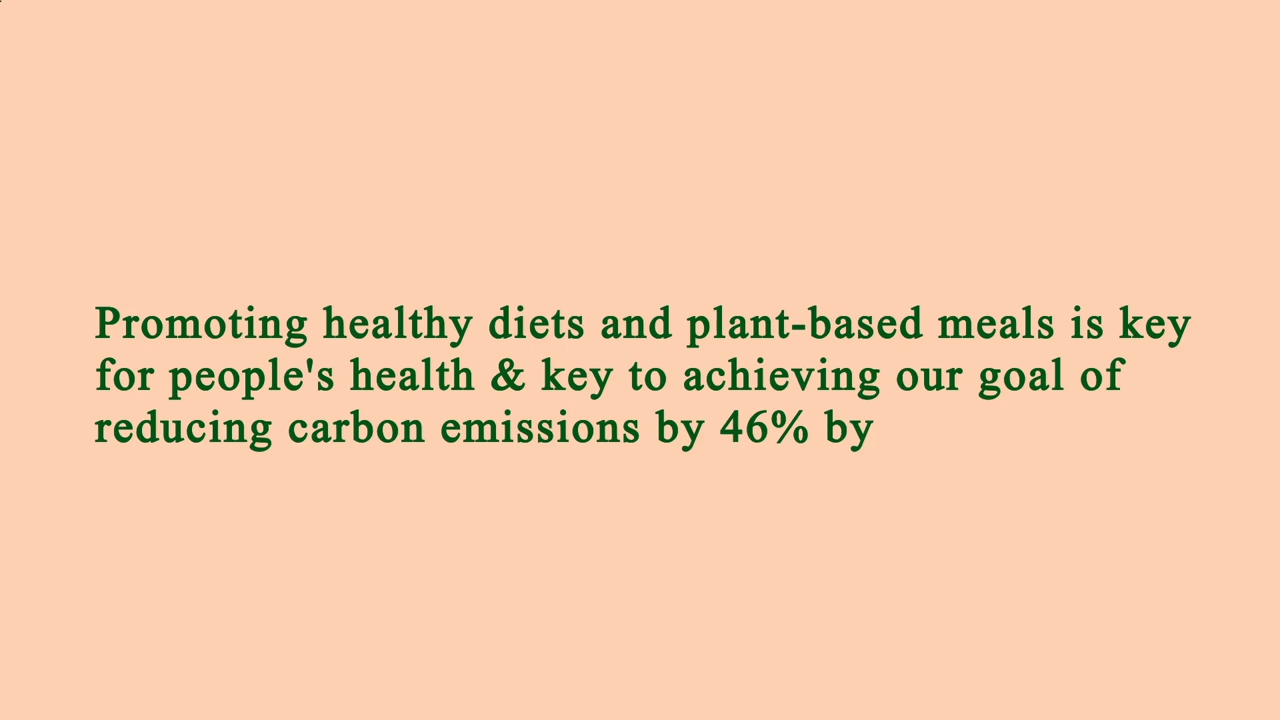 Promoting healthy diets and plant-based meals is key
for people's health & key to achieving our goal of
reducing carbon emissions by 46% by